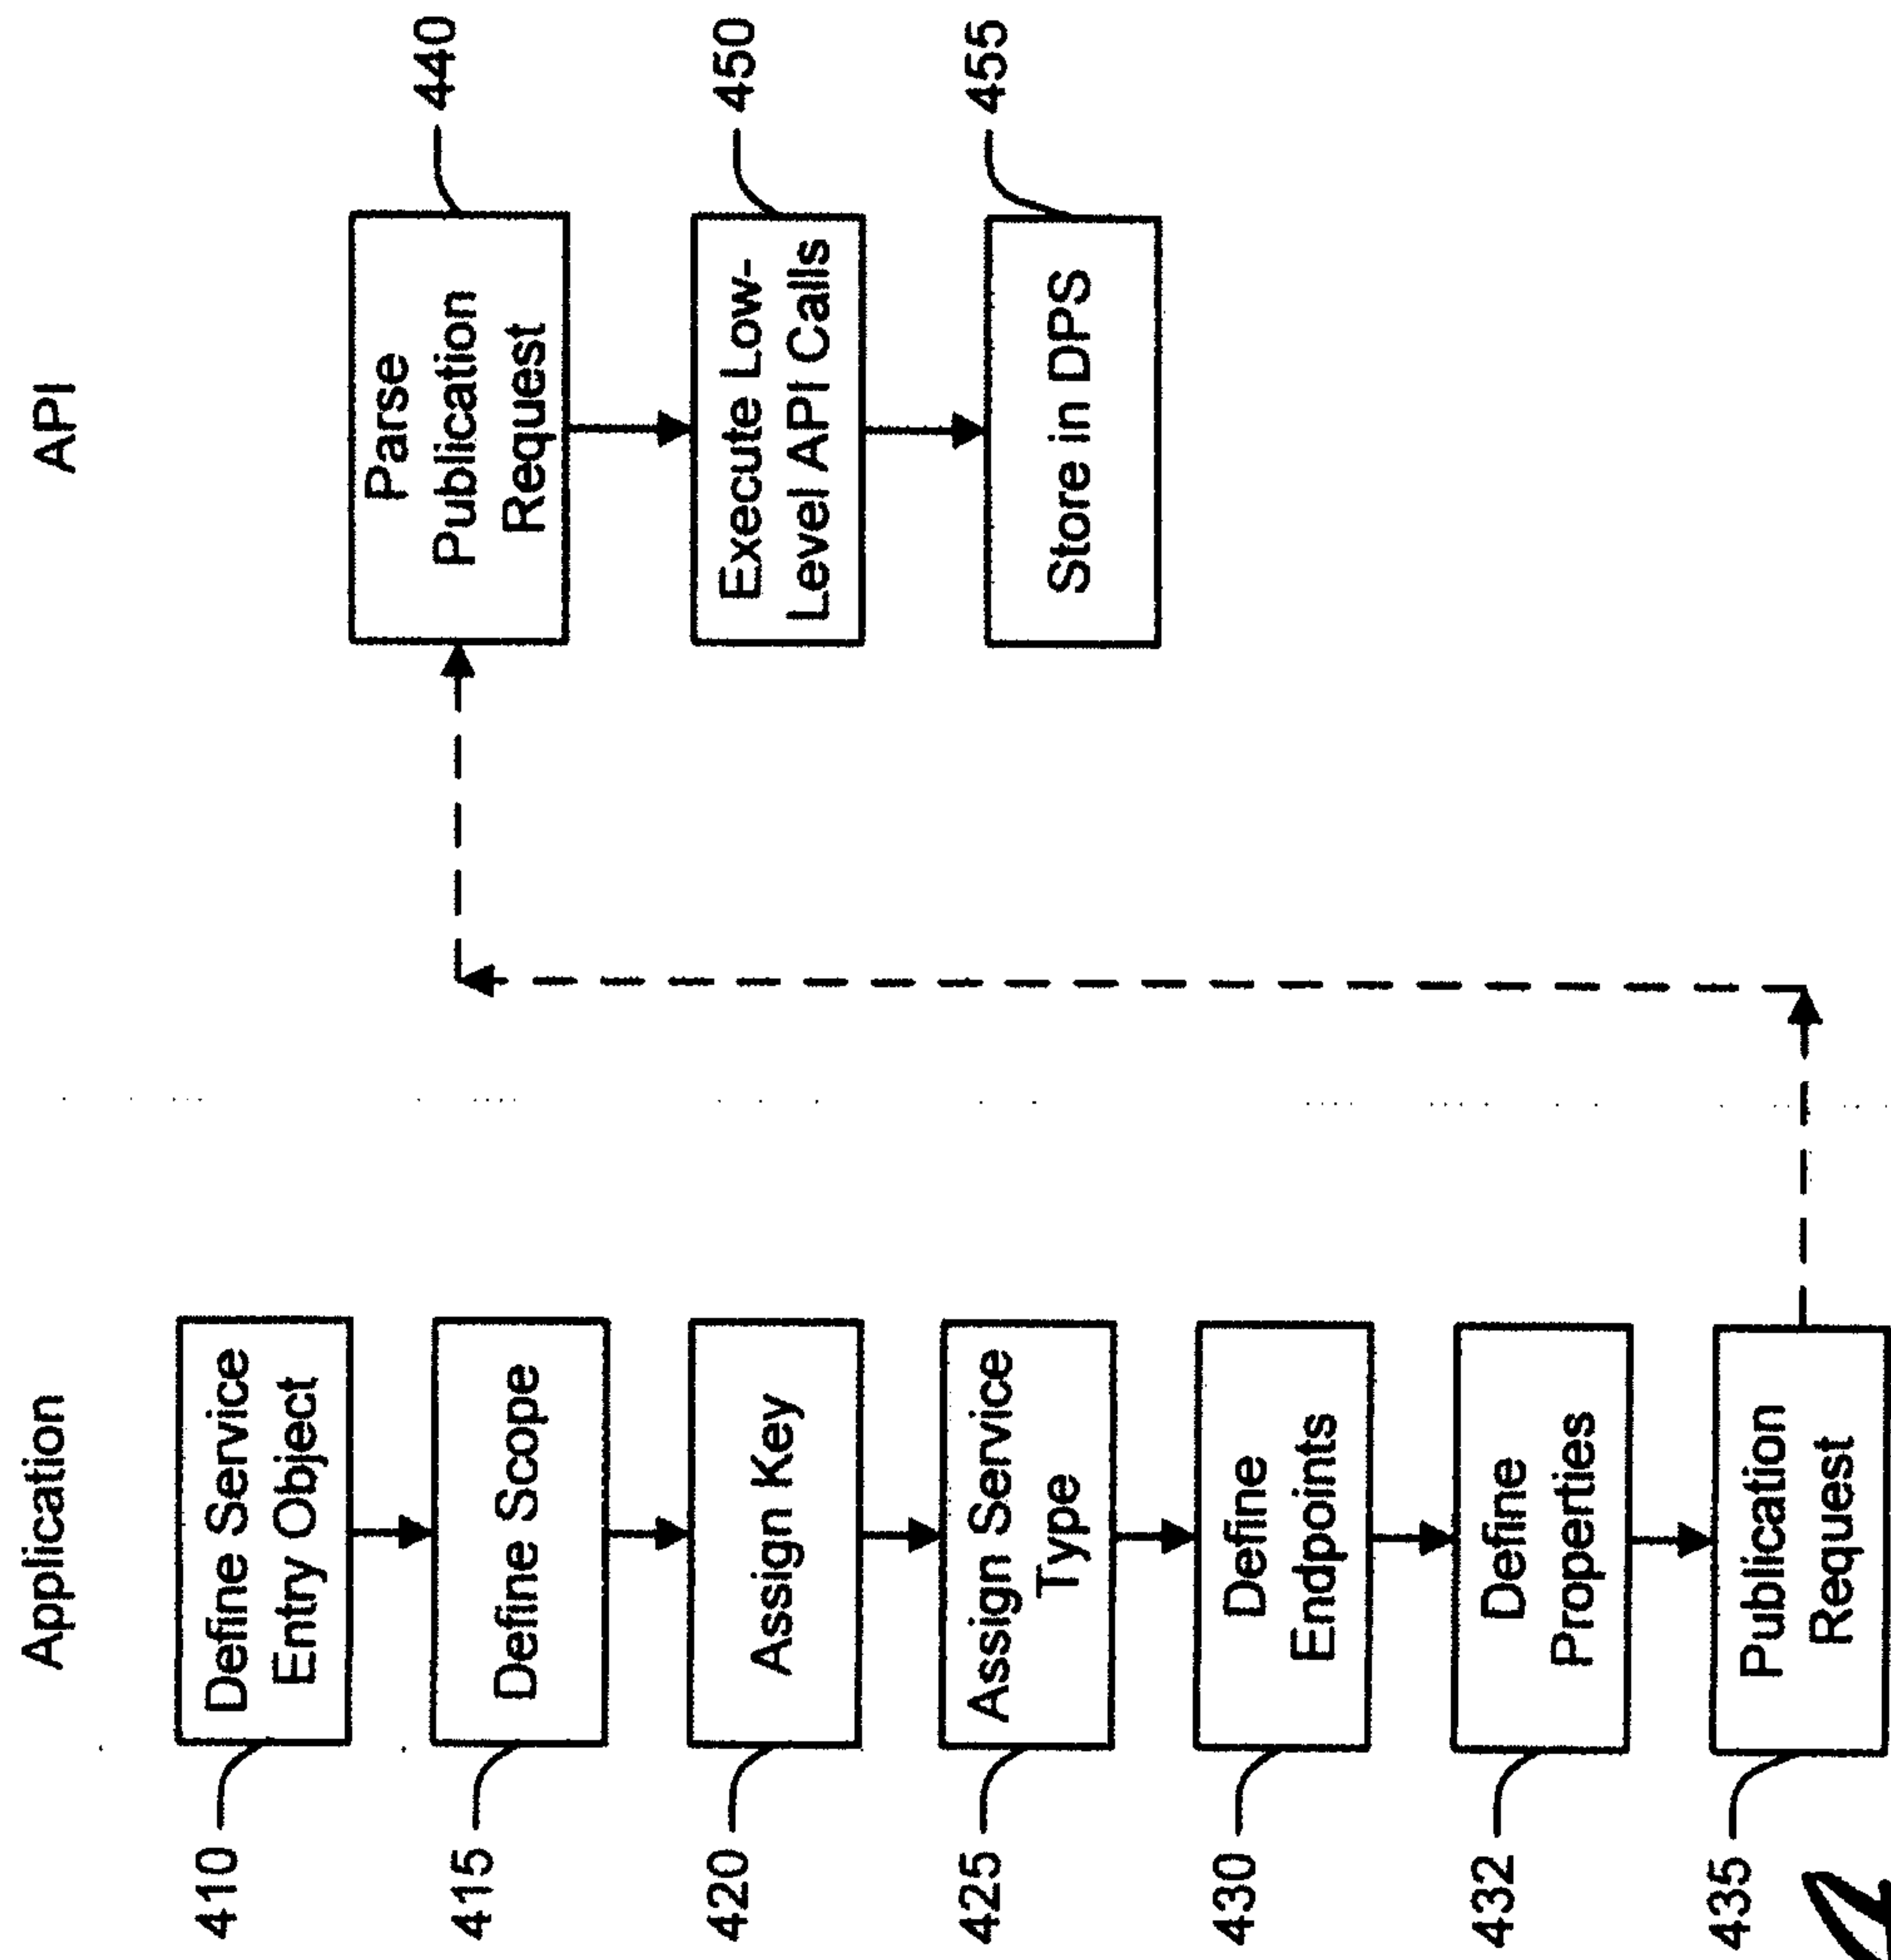 Application
410
Define Service
Entry Object
415
Define Scope
420
Assign Key
425
Assign Service
Type
430
Define
Endpoints
432
Define
Properties
435
Publication
Request
API
440
Parse
Publication
Request
450
Execute Low-
Level API Calls
455
Store in DPS